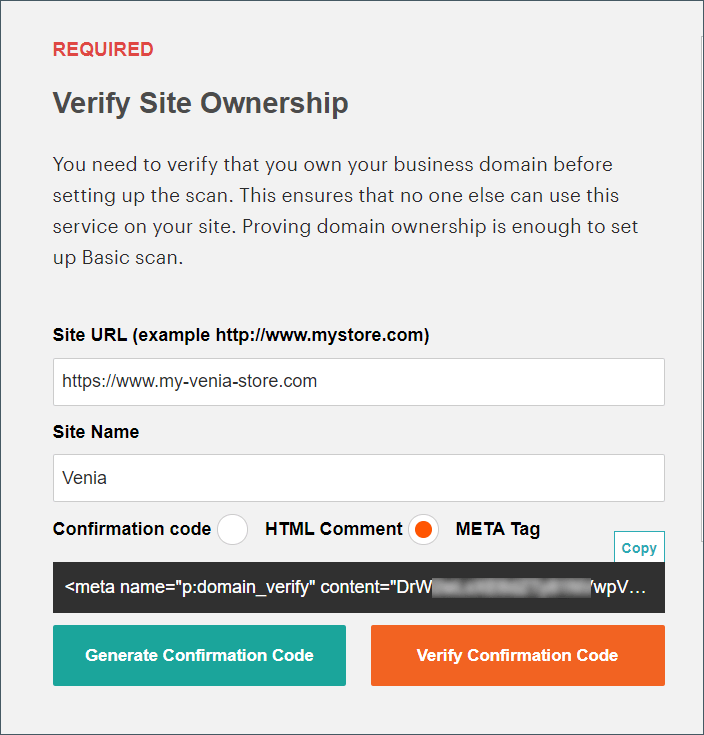 REQUIRED
Verify Site Ownership
You need to verify that you own your business domain before
setting up the scan. This ensures that no one else can use this
service on your site. Proving domain ownership is enough to set
up Basic scan.
Site URL (example http://www.mystore.com)
https://www.my-venia-store.com
Site Name
Venia
Confirmation code HTML Comment META Tag
Copy
<meta name="p:domain_verify" content="DrW wpV...
Generate Confirmation Code Verify Confirmation Code